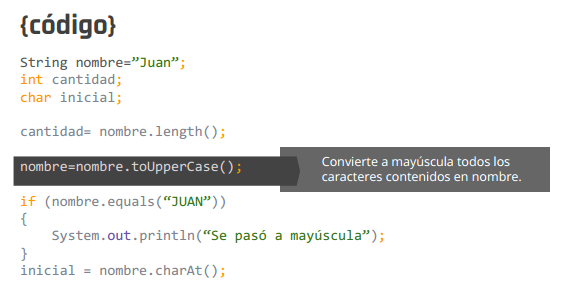 {código}
String nombre=”Juan”;
int cantidad;
char inicial;
cantidad= nombre.length();
nombre=nombre.toUpperCase();
Convierte a mayúscula todos los
caracteres contenidos en nombre.
if (nombre.equals(“JUAN”))
{
System.out.println(“Se pasó a mayúscula”);
}
inicial = nombre.charAt();